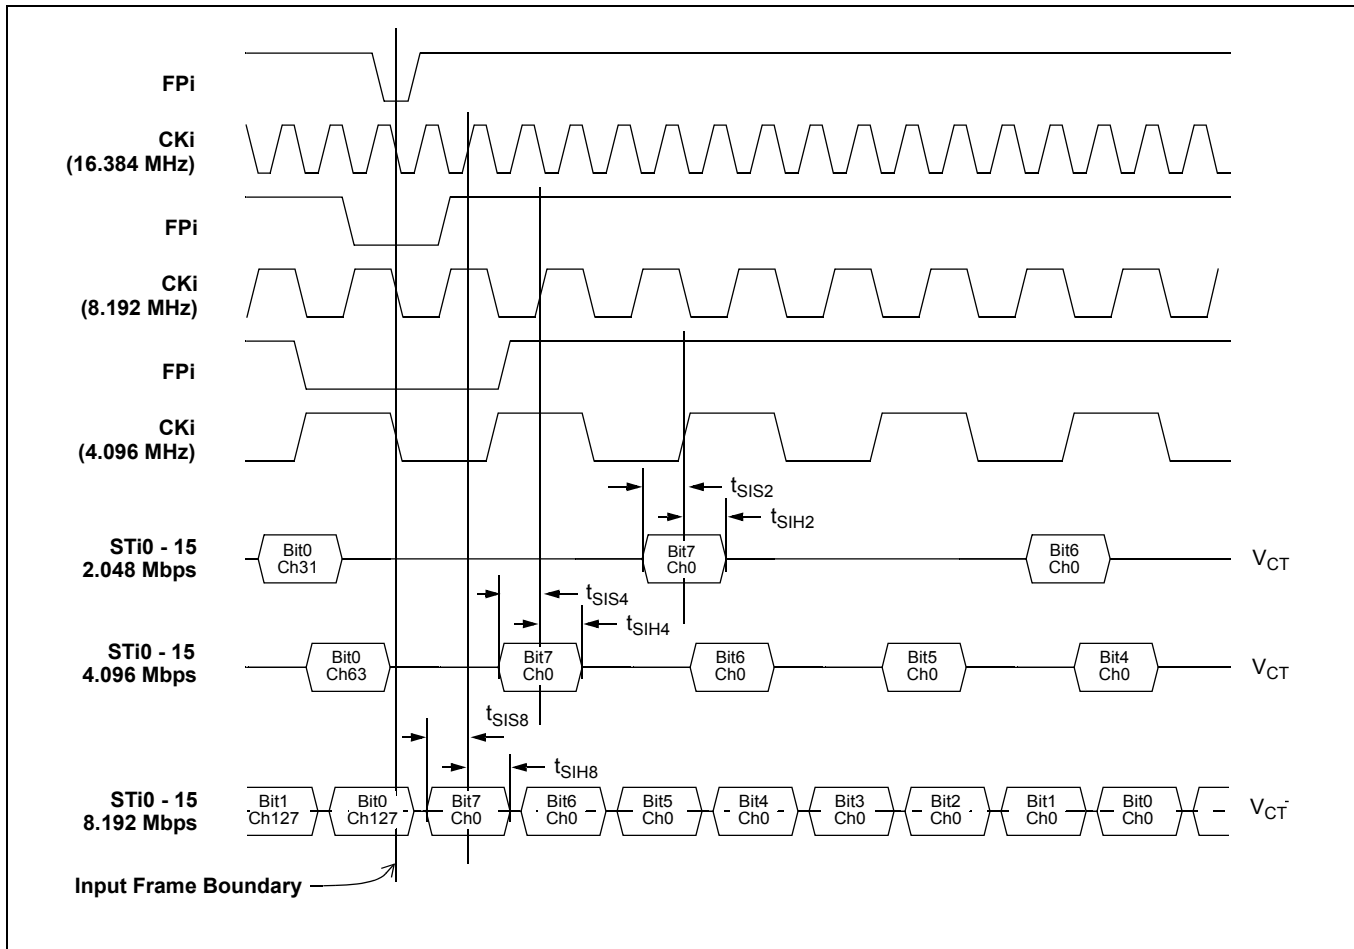 FPi
CKi
(16.384 MHz)
FPi
CKi
(8.192 MHz)
FPi
CKi
(4.096 MHz)
tSIS2
tSIH2
STi0 - 15
2.048 Mbps
Bit0
Ch31
Bit7
Ch0
Bit6
Ch0
VCT
tSIS4
tSIH4
STi0 - 15
4.096 Mbps
Bit0
Ch63
Bit7
Ch0
Bit6
Ch0
Bit5
Ch0
Bit4
Ch0
VCT
tSIS8
tSIH8
STi0 - 15
8.192 Mbps
Bit1
Ch127
Bit0
Ch127
Bit7
Ch0
Bit6
Ch0
Bit5
Ch0
Bit4
Ch0
Bit3
Ch0
Bit2
Ch0
Bit1
Ch0
Bit0
Ch0
VCT
Input Frame Boundary